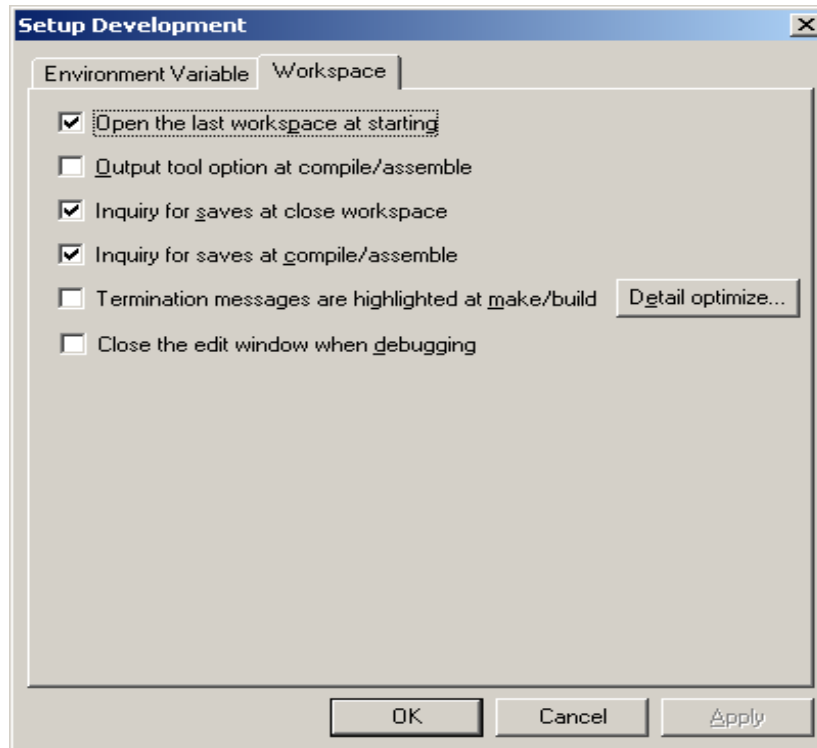 Setup Development
Environment Variable Workspace
Open the last workspace at starting
Output tool option at compile/assemble
Inquiry for saves at close workspace
Inquiry for saves at compile/assemble
Termination messages are highlighted at make/build Detail optimize...
Close the edit window when debugging
OK Cancel Apply